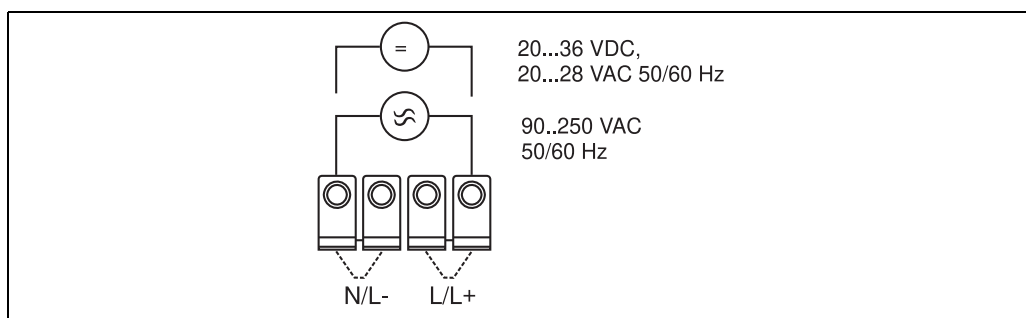 20...36 VDC,
20...28 VAC 50/60 Hz
90..250 VAC
50/60 Hz
N/L- L/L+